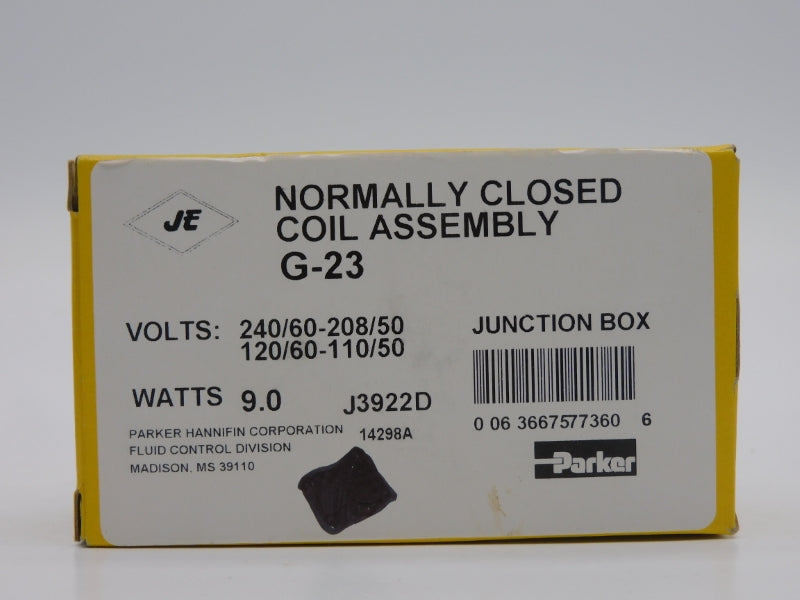 JE
NORMALLY CLOSED
COIL ASSEMBLY
G-23
VOLTS: 240/60-208/50
120/60-110/50
JUNCTION BOX
WATTS 9.0 J3922D
0 06 3667577360 6
PARKER HANNIFIN CORPORATION 14298A
FLUID CONTROL DIVISION
MADISON, MS 39110
Parker